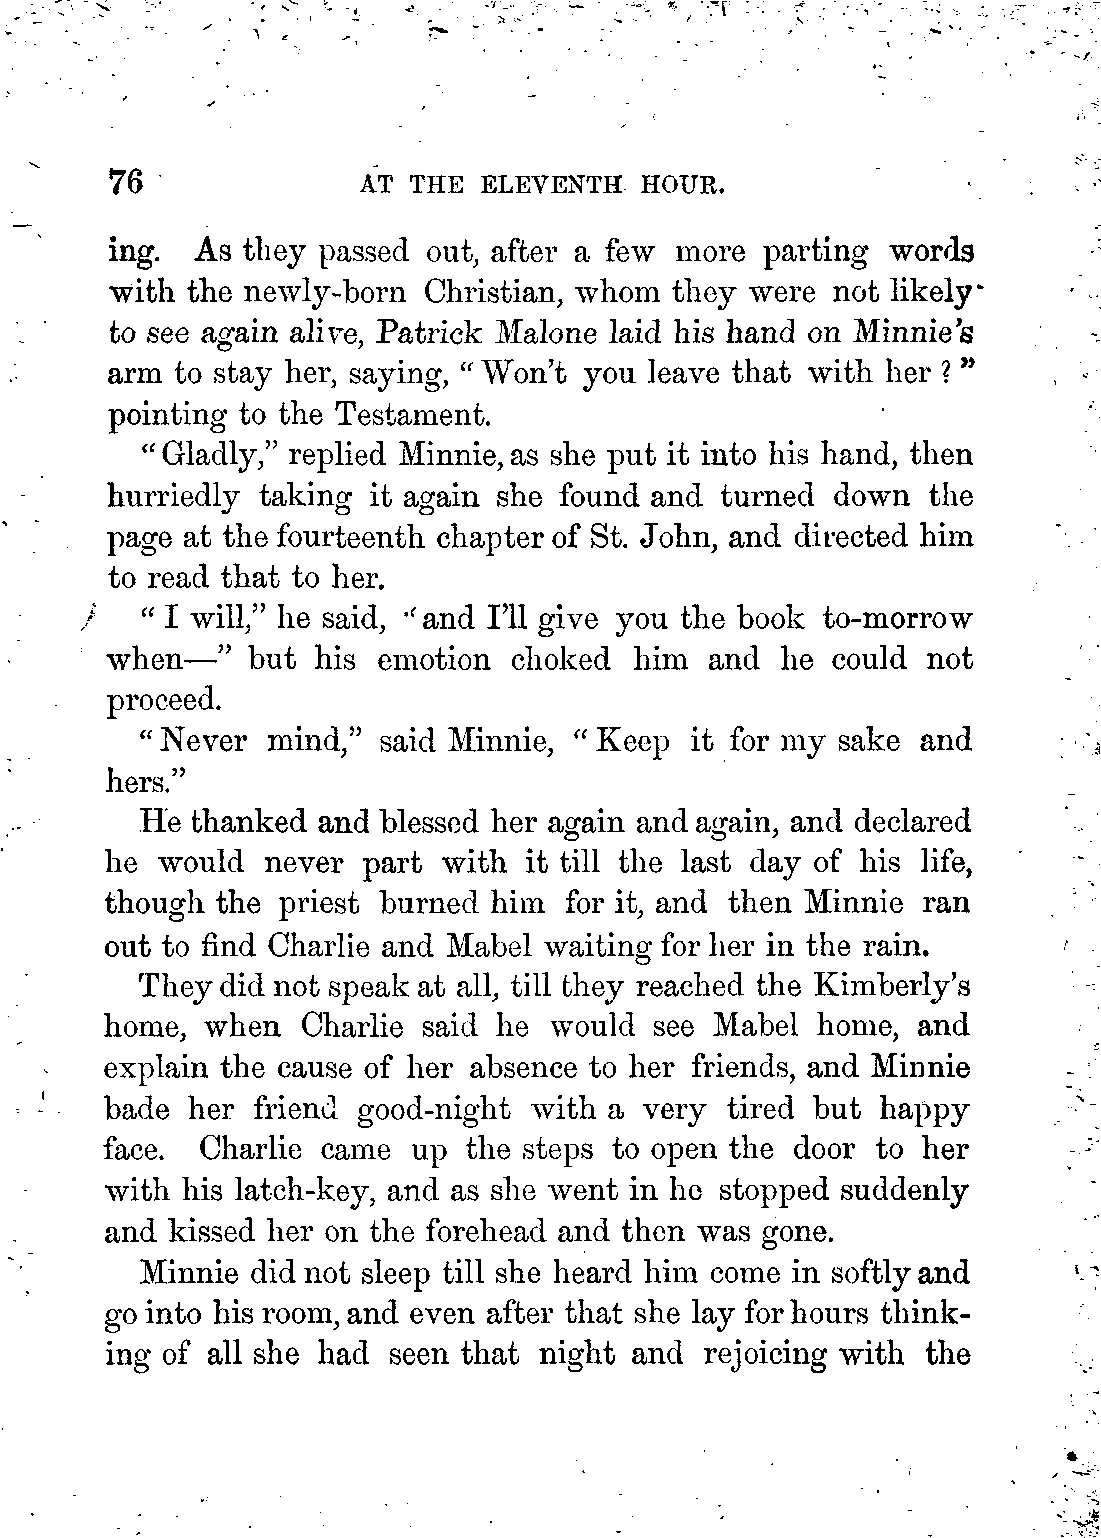 76 AT THE ELEVENTH HOUR.
ing. As they passed out, after a few more parting words
with the newly-born Christian, whom they were not likely
to see again alive, Patrick Malone laid his hand on Minnie's
arm to stay her, saying, "Won't you leave that with her?"
pointing to the Testament.
"Gladly," replied Minnie, as she put it into his hand, then
hurriedly taking it again she found and turned down the
page at the fourteenth chapter of St. John, and directed him
to read that to her.
"I will," he said, "and I'll give you the book to-morrow
when—" but his emotion choked him and he could not
proceed.
"Never mind," said Minnie, "Keep it for my sake and
hers."
He thanked and blessed her again and again, and declared
he would never part with it till the last day of his life,
though the priest burned him for it, and then Minnie ran
out to find Charlie and Mabel waiting for her in the rain.
They did not speak at all, till they reached the Kimberly's
home, when Charlie said he would see Mabel home, and
explain the cause of her absence to her friends, and Minnie
bade her friend good-night with a very tired but happy
face. Charlie came up the steps to open the door to her
with his latch-key, and as she went in he stopped suddenly
and kissed her on the forehead and then was gone.
Minnie did not sleep till she heard him come in softly and
go into his room, and even after that she lay for hours think-
ing of all she had seen that night and rejoicing with the